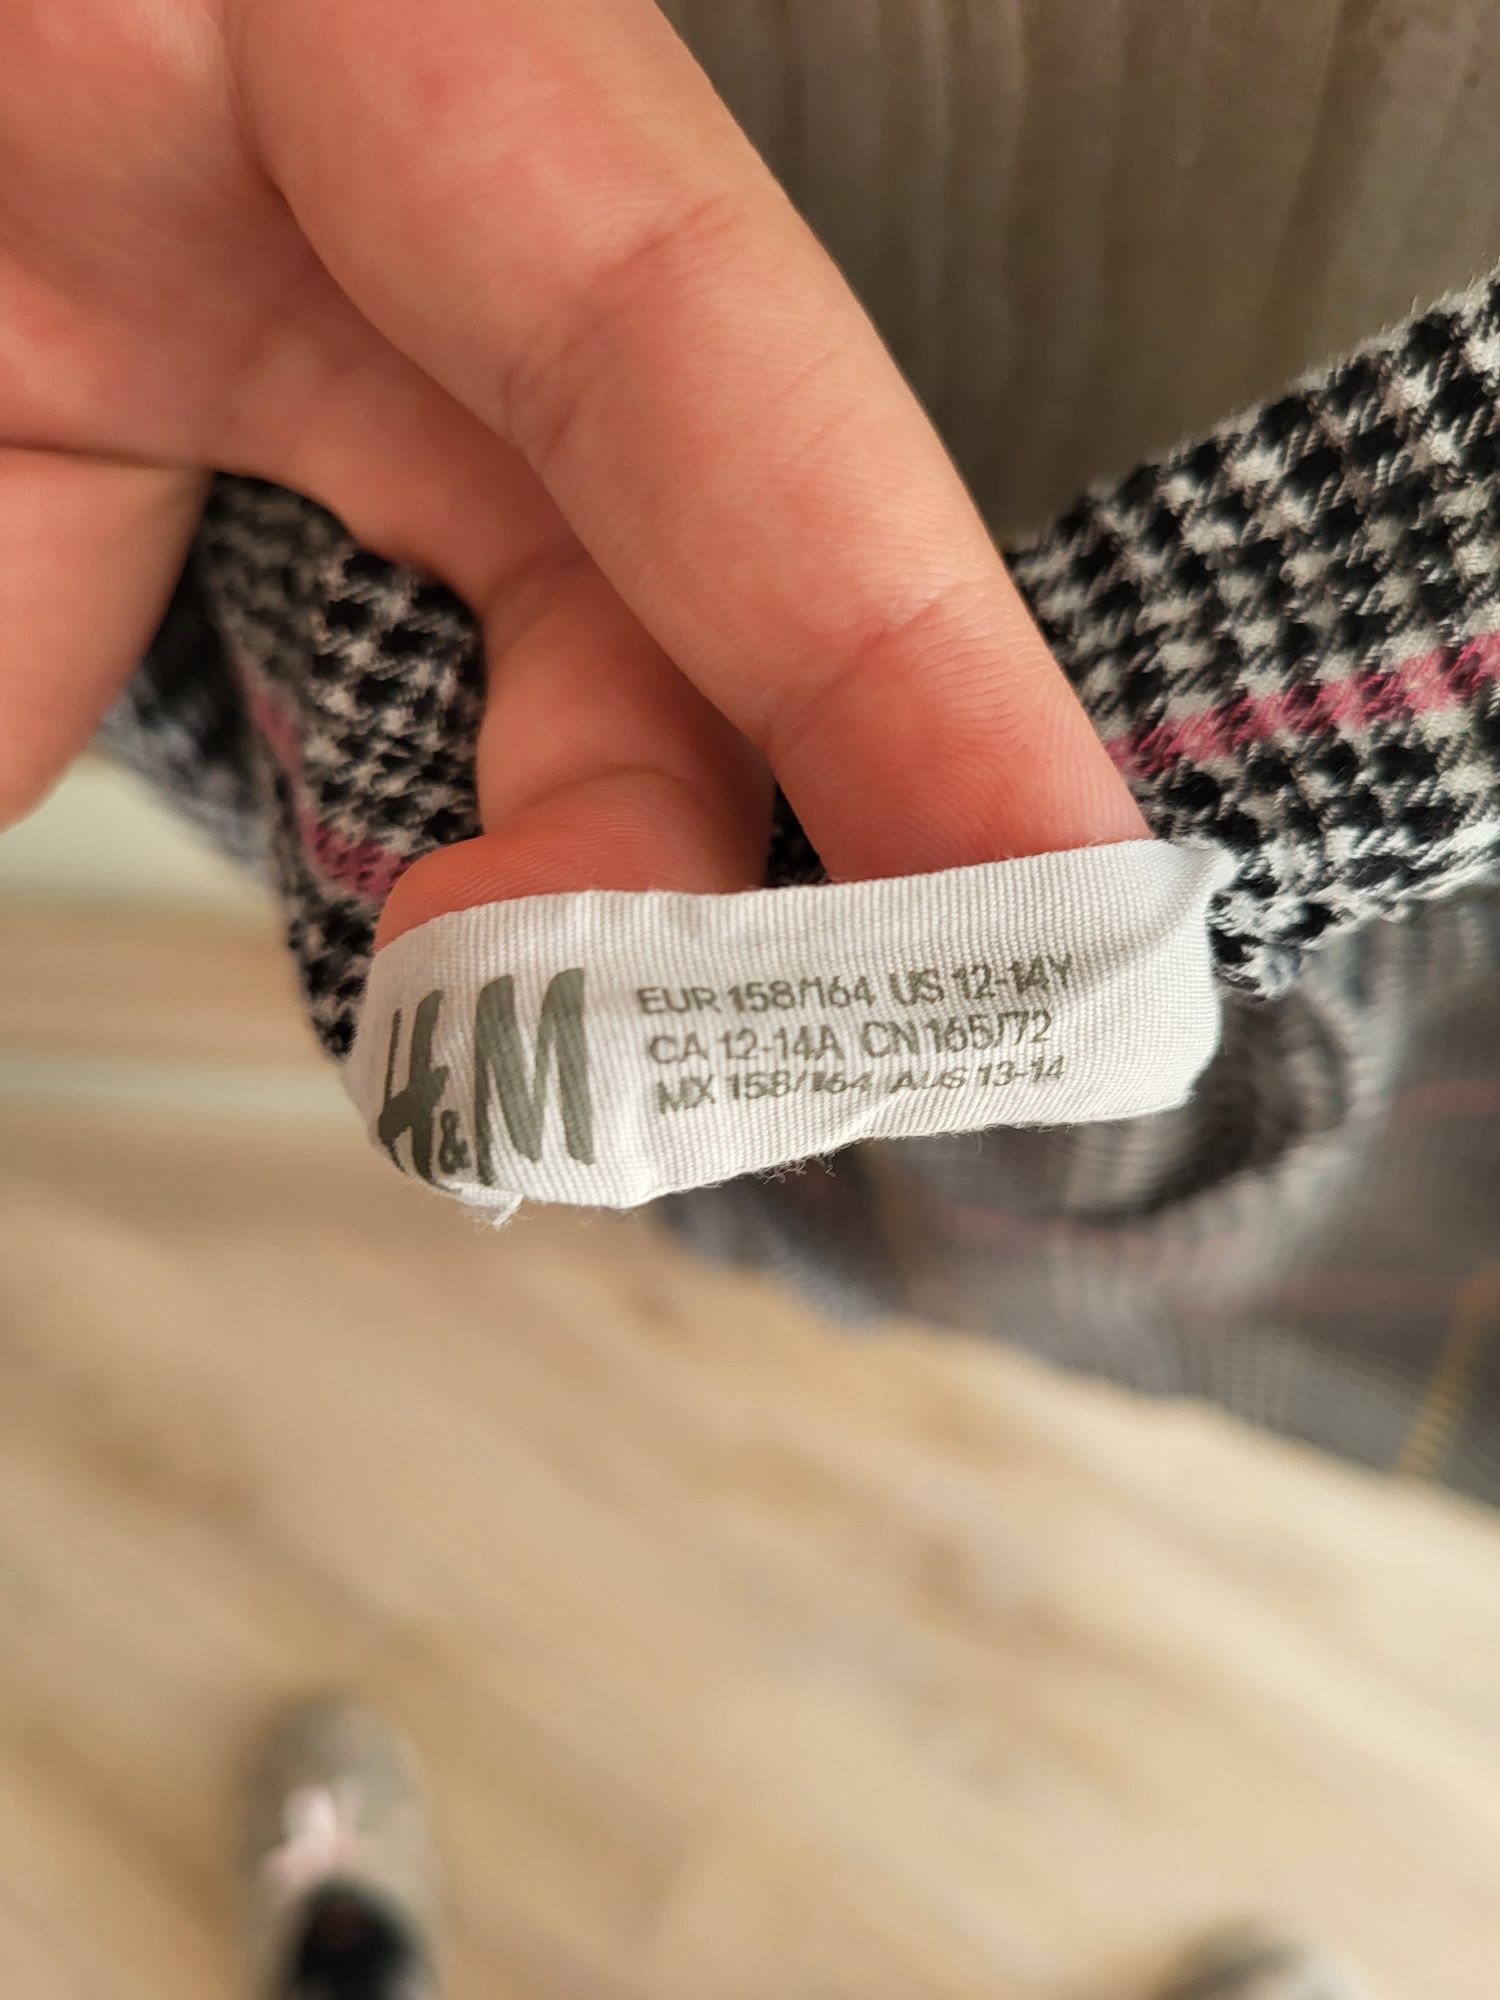 H&M
EUR 158/164 US 12-14Y
CA 12-14A CN 165/72
MX 158/164 AUS 13-14